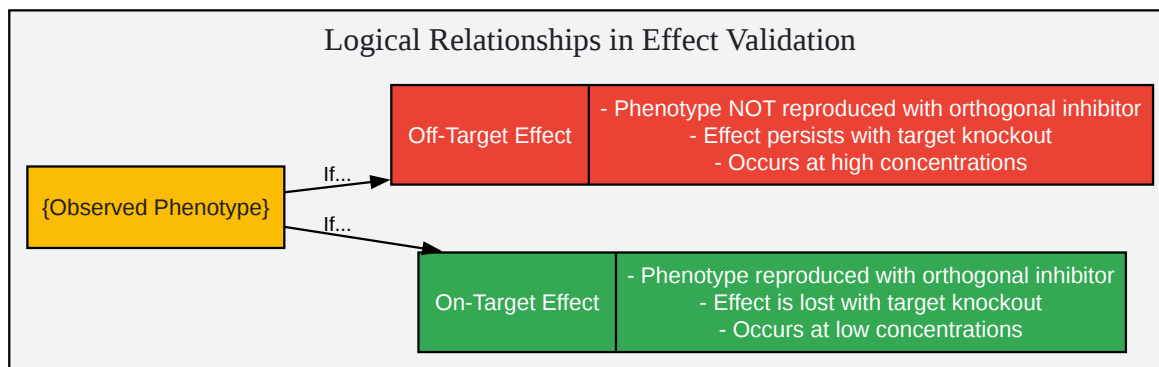 Logical Relationships in Effect Validation
Off-Target Effect
- Phenotype NOT reproduced with orthogonal inhibitor
- Effect persists with target knockout
- Occurs at high concentrations
If...
{Observed Phenotype}
If...
On-Target Effect
- Phenotype reproduced with orthogonal inhibitor
- Effect is lost with target knockout
- Occurs at low concentrations